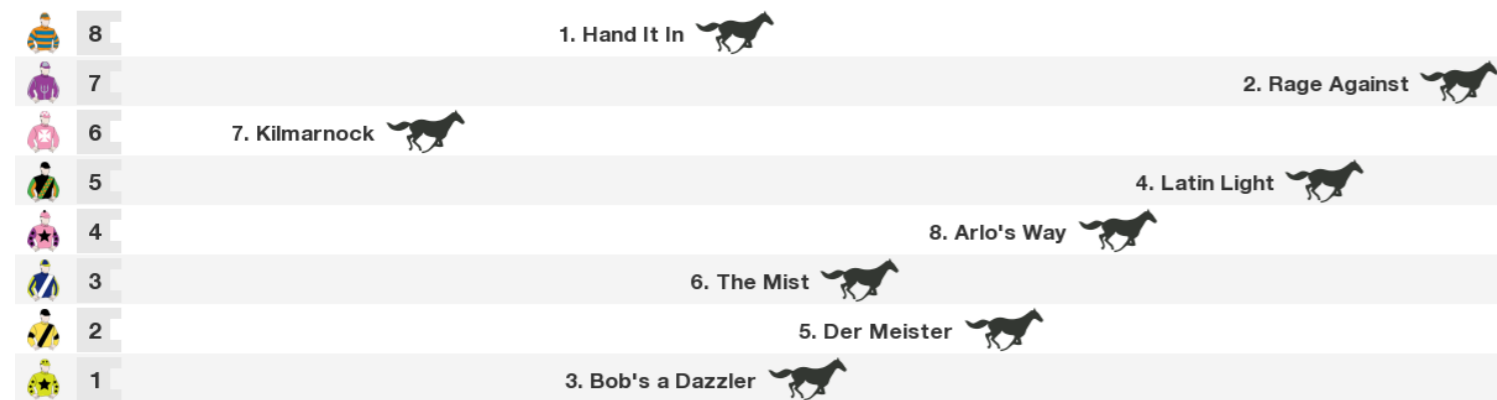 8 1. Hand It In
7 2. Rage Against
6 7. Kilmarnock
5 4. Latin Light
4 8. Arlo's Way
3 6. The Mist
2 5. Der Meister
1 3. Bob's a Dazzler